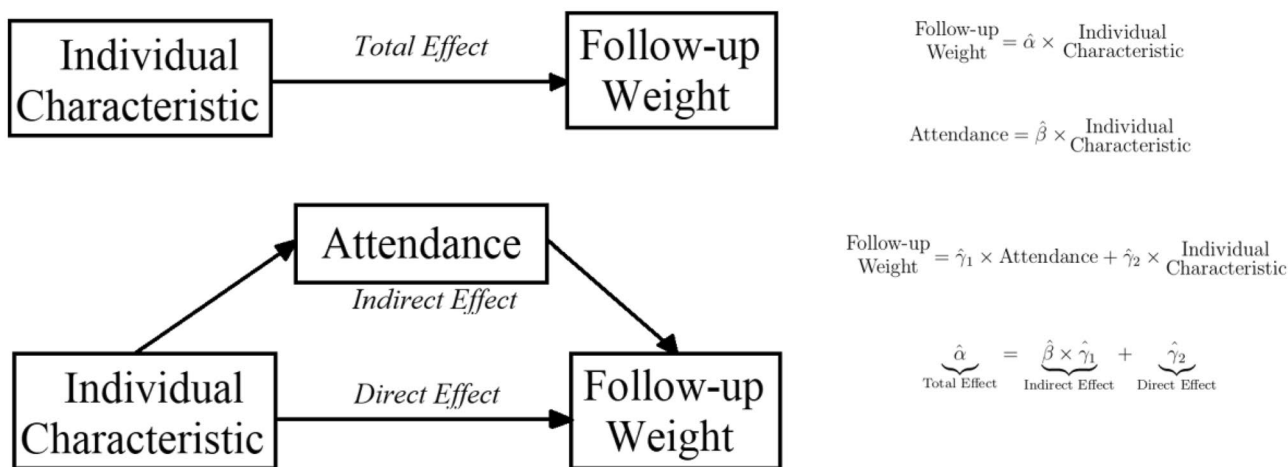 Individual
Characteristic
Total Effect
Follow-up
Weight
Attendance
Indirect Effect
Individual
Characteristic
Direct Effect
Follow-up
Weight
Follow-up
Weight = α̂ × Individual
Characteristic
Attendance = β̂ × Individual
Characteristic
Follow-up
Weight = γ̂₁ × Attendance + γ̂₂ × Individual
Characteristic
α̂ = β̂ × γ̂₁ + γ̂₂
Total Effect Indirect Effect Direct Effect